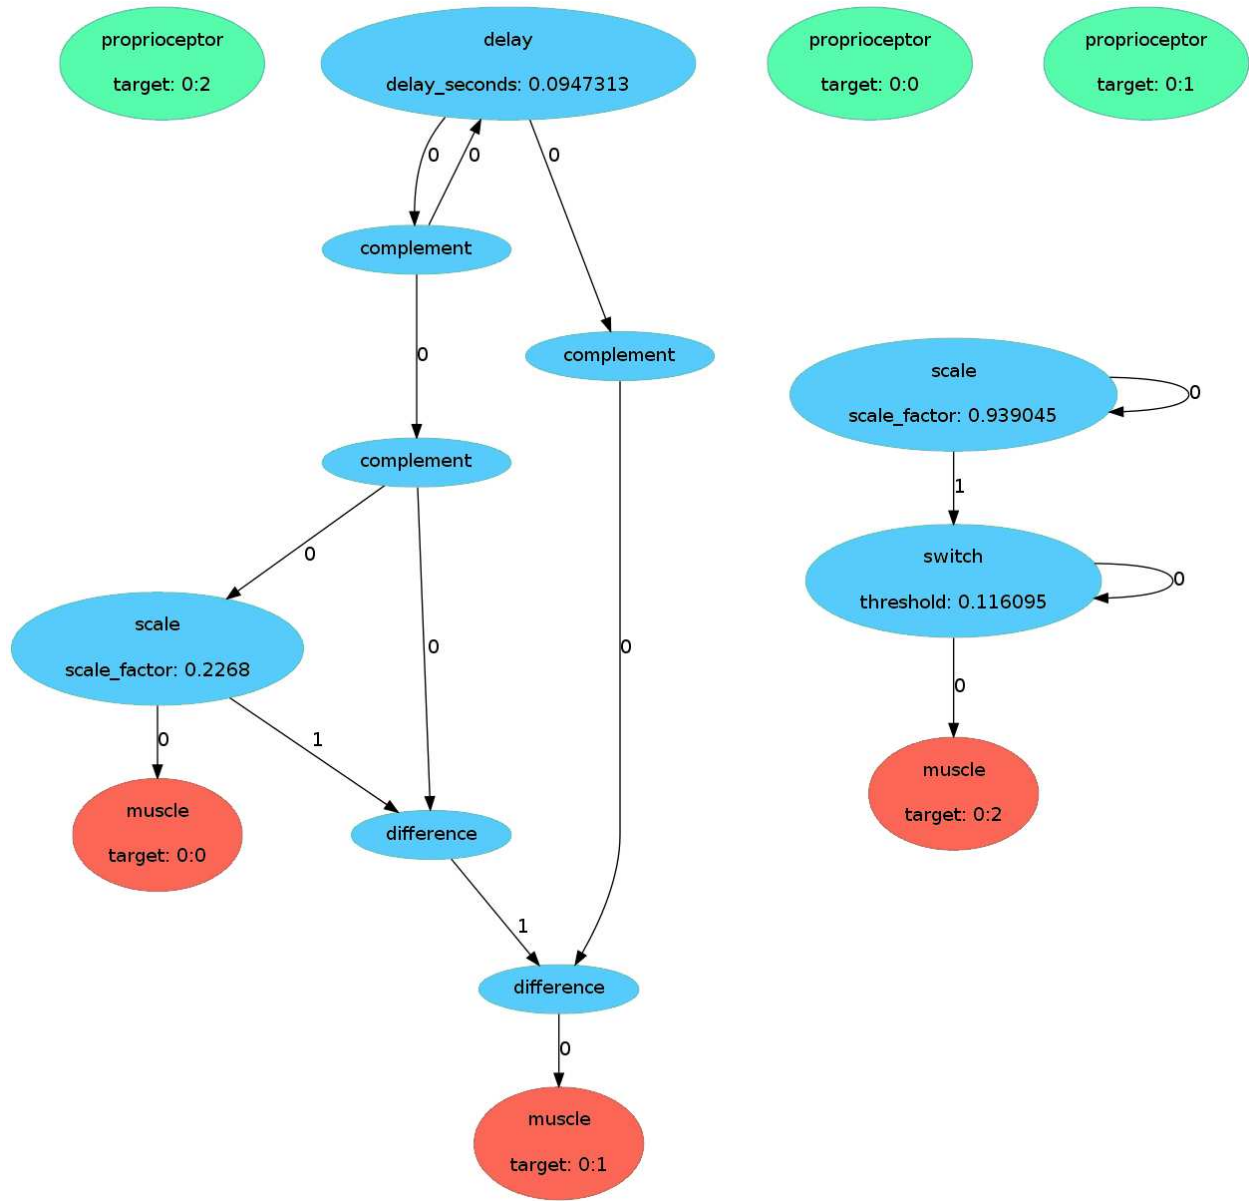 proprioceptor
target: 0:2
delay
delay_seconds: 0.0947313
proprioceptor
target: 0:0
proprioceptor
target: 0:1
0
0
0
complement
0
complement
scale
scale_factor: 0.939045
0
complement
1
0
0
switch
threshold: 0.116095
0
scale
scale_factor: 0.2268
0
0
0
0
1
muscle
target: 0:2
muscle
target: 0:0
difference
1
difference
0
muscle
target: 0:1